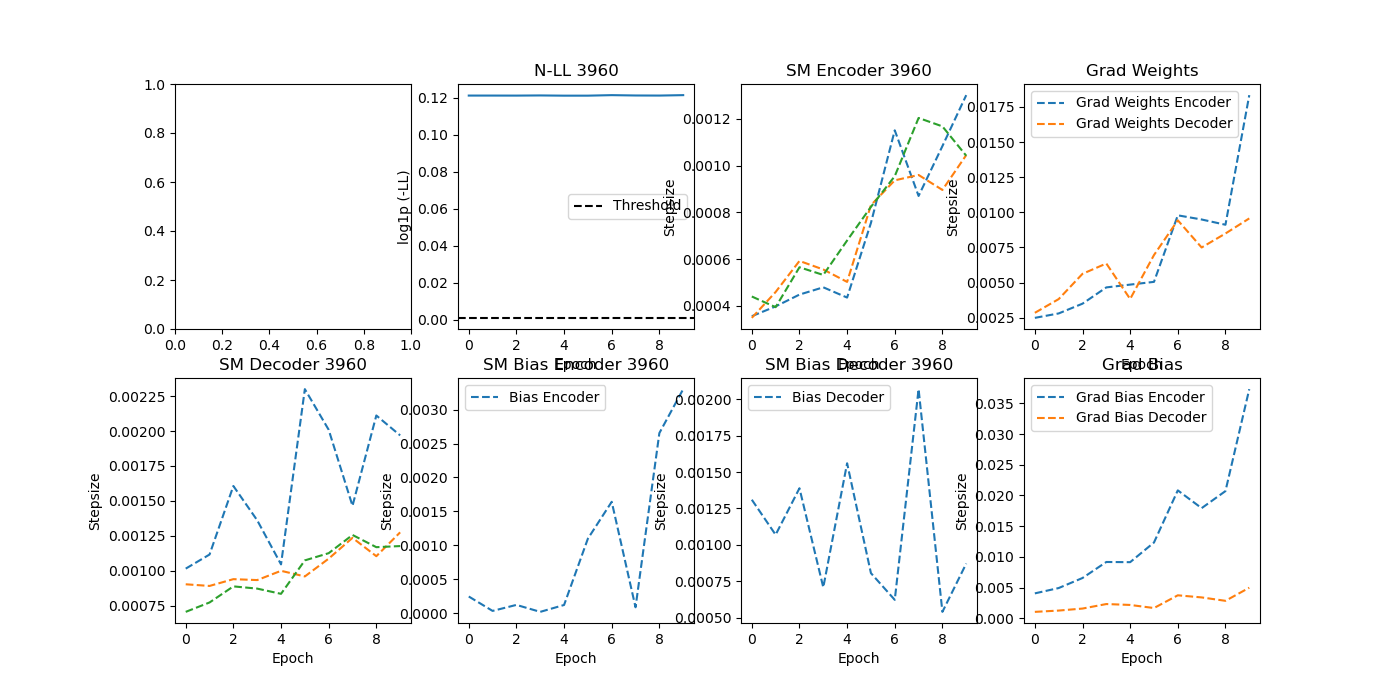 N-LL 3960
SM Encoder 3960
Grad Weights
1.0
0.8
0.6
0.4
0.2
0.0
0.0 0.2 0.4 0.6 0.8 1.0
log1p (-LL)
0.12
0.10
0.08
0.06
0.04
0.02
0.00
Threshold
0 2 4 6 8
Epoch
Stepsize
0.0012
0.0010
0.0008
0.0006
0.0004
0 2 4 6 8
Epoch
Stepsize
0.0175
0.0150
0.0125
0.0100
0.0075
0.0050
0.0025
Grad Weights Encoder
Grad Weights Decoder
0 2 4 6 8
Epoch
SM Decoder 3960
SM Bias Encoder 3960
SM Bias Decoder 3960
Grad Bias
Stepsize
0.00225
0.00200
0.00175
0.00150
0.00125
0.00100
0.00075
0 2 4 6 8
Epoch
Stepsize
0.0030
0.0025
0.0020
0.0015
0.0010
0.0005
0.0000
Bias Encoder
0 2 4 6 8
Epoch
Stepsize
0.00200
0.00175
0.00150
0.00125
0.00100
0.00075
0.00050
Bias Decoder
0 2 4 6 8
Epoch
Stepsize
0.035
0.030
0.025
0.020
0.015
0.010
0.005
0.000
Grad Bias Encoder
Grad Bias Decoder
0 2 4 6 8
Epoch